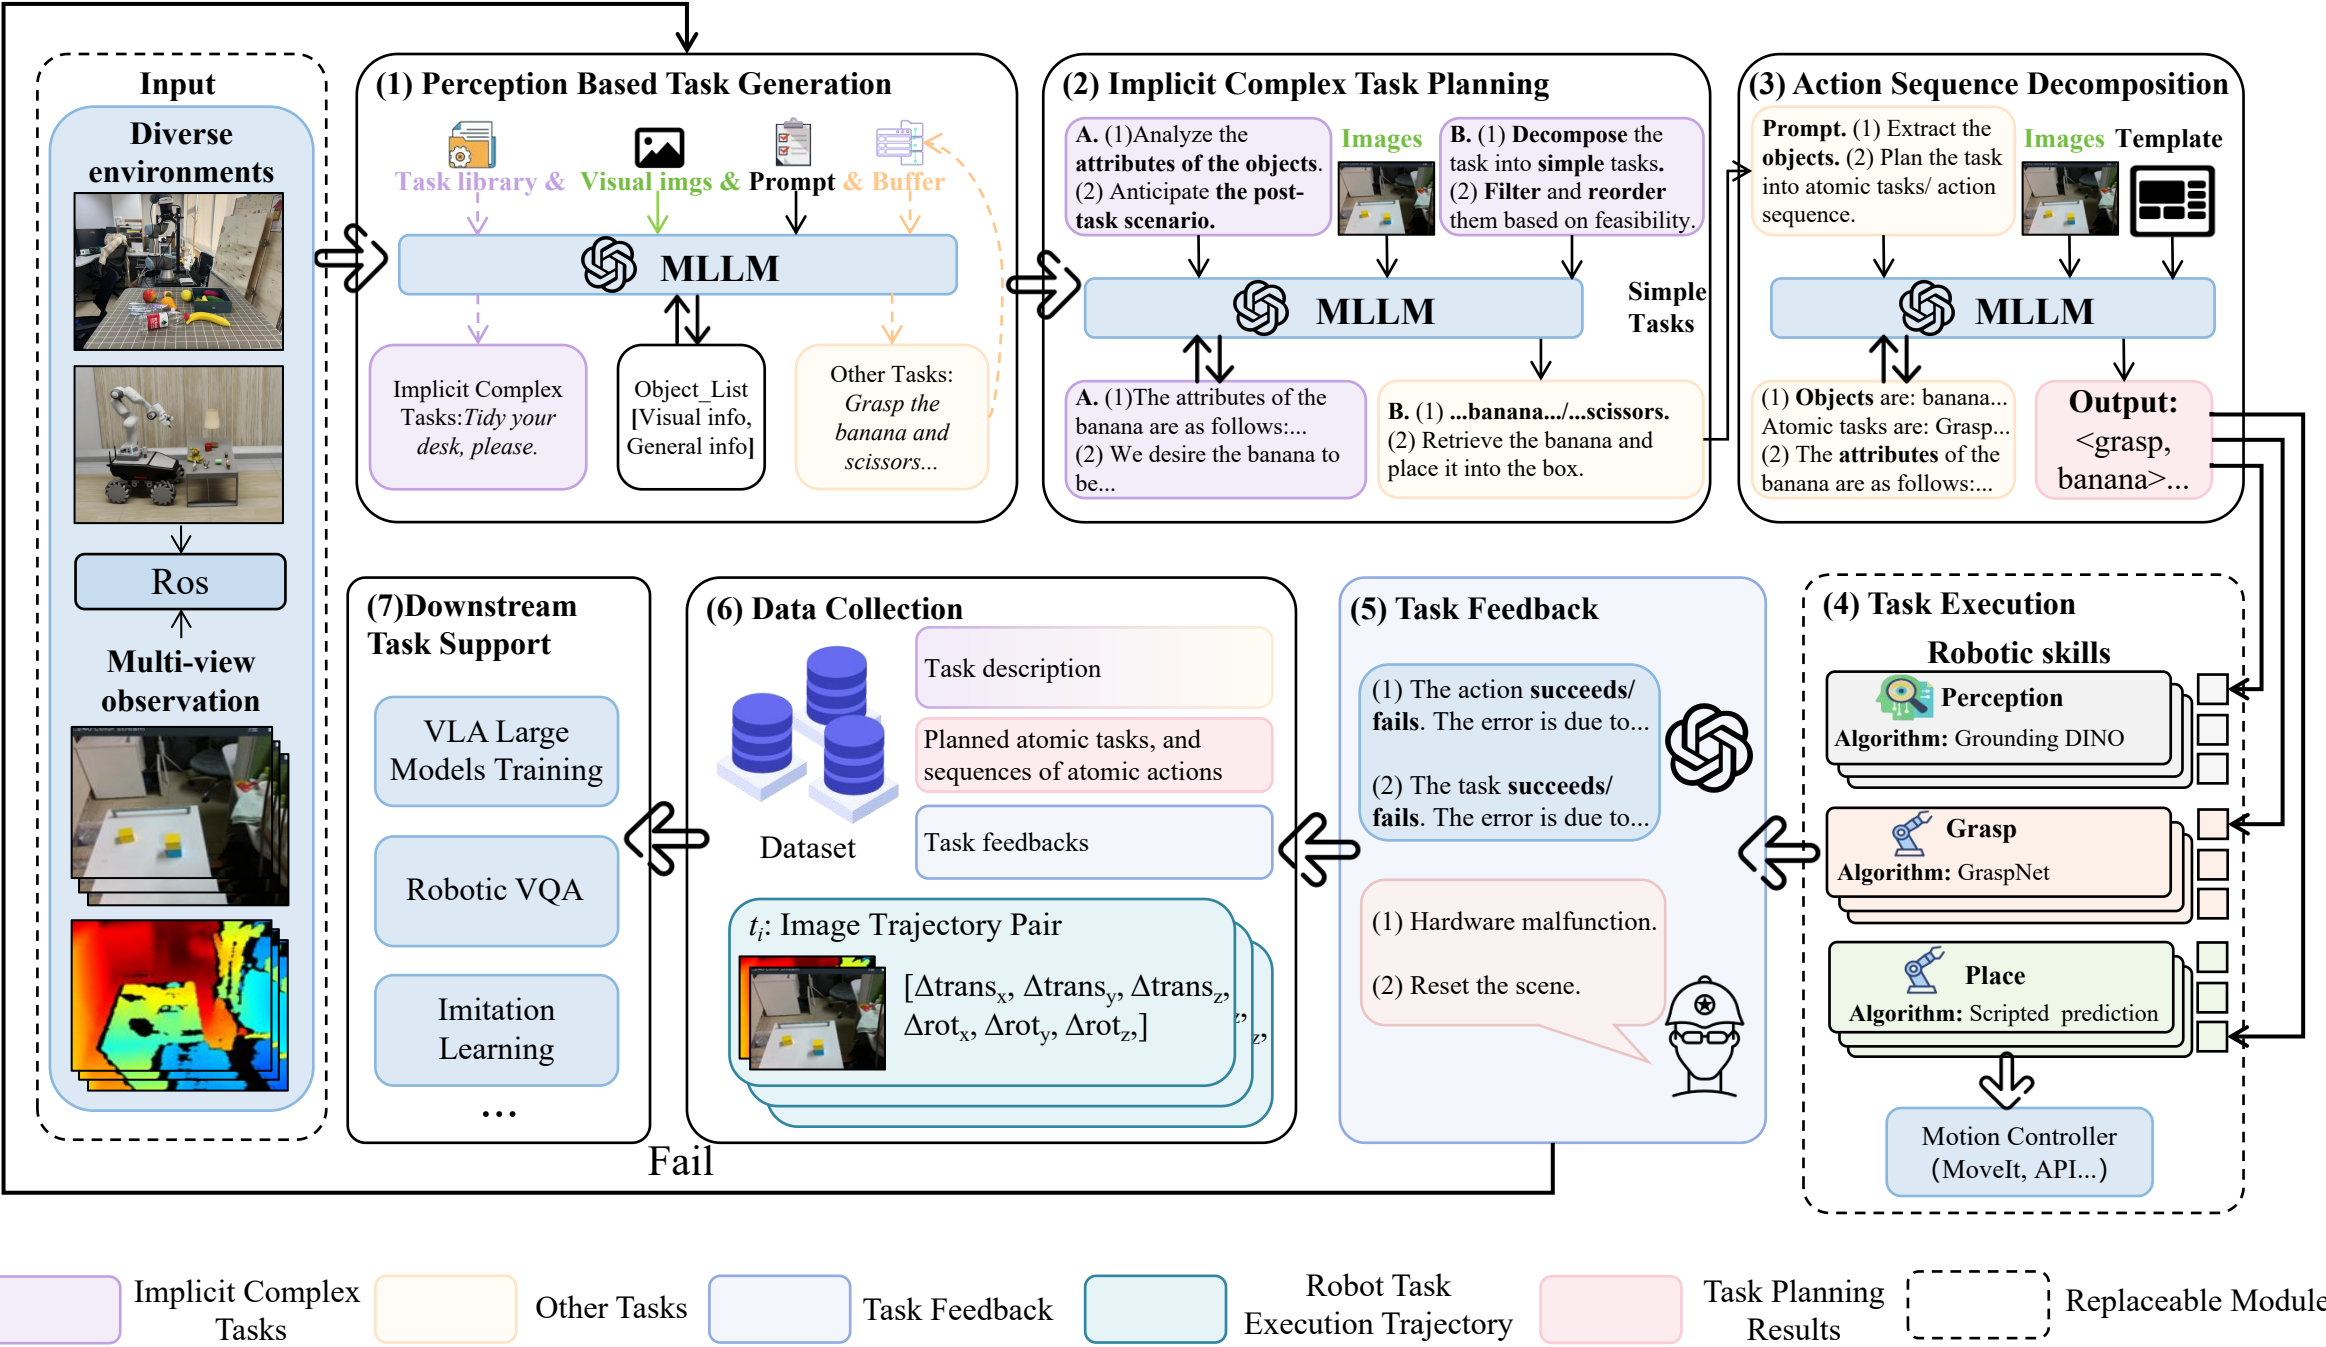 Input
Diverse
environments
Ros
Multi-view
observation
(1) Perception Based Task Generation
Task library & Visual imgs & Prompt & Buffer
MLLM
Implicit Complex
Tasks:Tidy your
desk, please.
Object_List
[Visual info,
General info]
Other Tasks:
Grasp the
banana and
scissors...
(2) Implicit Complex Task Planning
A. (1)Analyze the
attributes of the objects.
(2) Anticipate the post-
task scenario.
Images
B. (1) Decompose the
task into simple tasks.
(2) Filter and reorder
them based on feasibility.
MLLM
Simple
Tasks
A. (1)The attributes of the
banana are as follows:...
(2) We desire the banana to
be...
B. (1) ...banana.../...scissors.
(2) Retrieve the banana and
place it into the box.
(3) Action Sequence Decomposition
Prompt. (1) Extract the
objects. (2) Plan the task
into atomic tasks/ action
sequence.
Images Template
MLLM
(1) Objects are: banana...
Atomic tasks are: Grasp...
(2) The attributes of the
banana are as follows:...
Output:
<grasp,
banana>...
(4) Task Execution
Robotic skills
Perception
Algorithm: Grounding DINO
Grasp
Algorithm: GraspNet
Place
Algorithm: Scripted prediction
Motion Controller
(MoveIt, API...)
(5) Task Feedback
(1) The action succeeds/
fails. The error is due to...
(2) The task succeeds/
fails. The error is due to...
(1) Hardware malfunction.
(2) Reset the scene.
(6) Data Collection
Dataset
Task description
Planned atomic tasks, and
sequences of atomic actions
Task feedbacks
tᵢ: Image Trajectory Pair
[Δtransₓ, Δtrans_y, Δtrans_z,
Δrotₓ, Δrot_y, Δrot_z,]
z,
z,
(7)Downstream
Task Support
VLA Large
Models Training
Robotic VQA
Imitation
Learning
...
Fail
Implicit Complex
Tasks
Other Tasks
Task Feedback
Robot Task
Execution Trajectory
Task Planning
Results
Replaceable Module